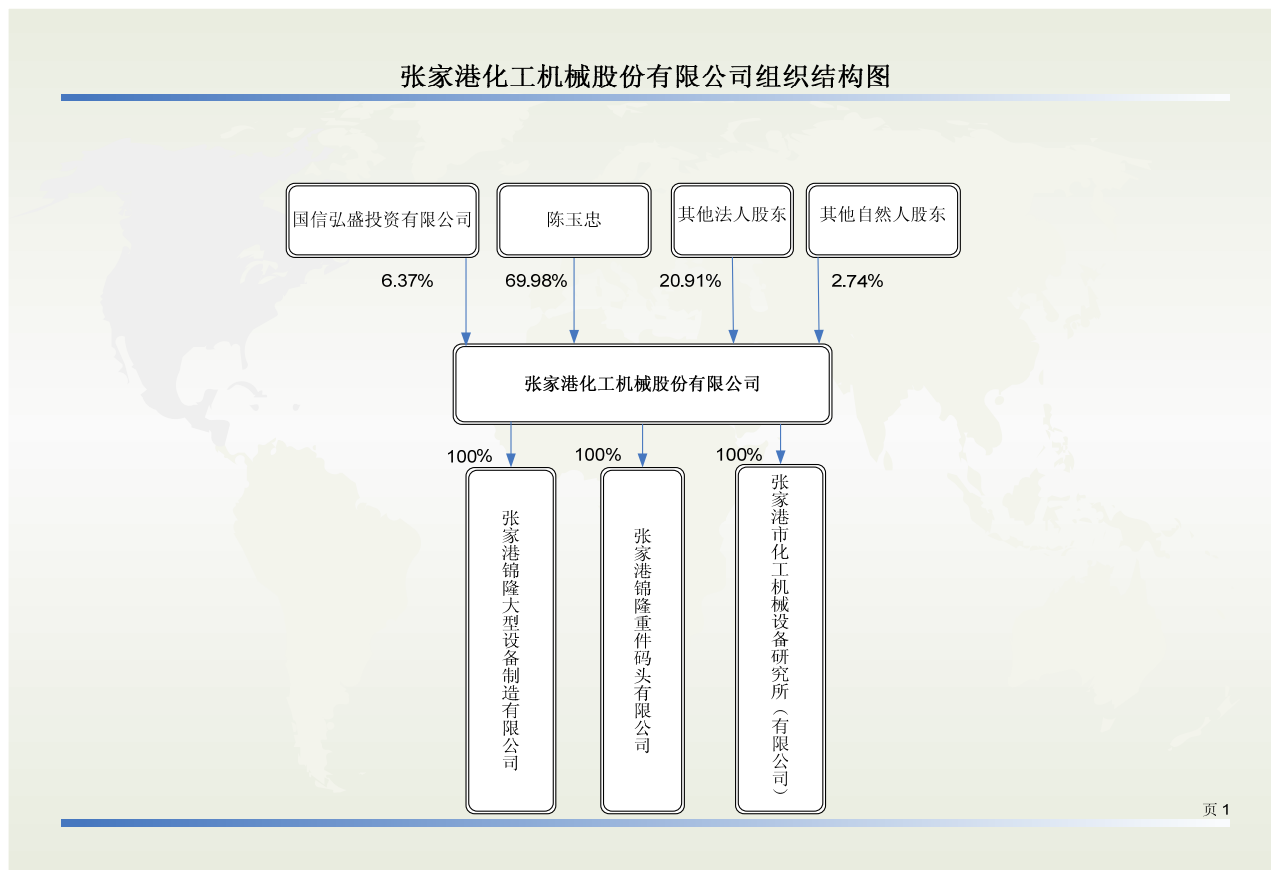 张家港化工机械股份有限公司组织结构图
国信弘盛投资有限公司
陈玉忠
其他法人股东
其他自然人股东
6.37%
69.98%
20.91%
2.74%
张家港化工机械股份有限公司
100%
100%
100%
张家港锦隆大型设备制造有限公司
张家港锦隆重件码头有限公司
张家港市化工机械设备研究所（有限公司）
页 1